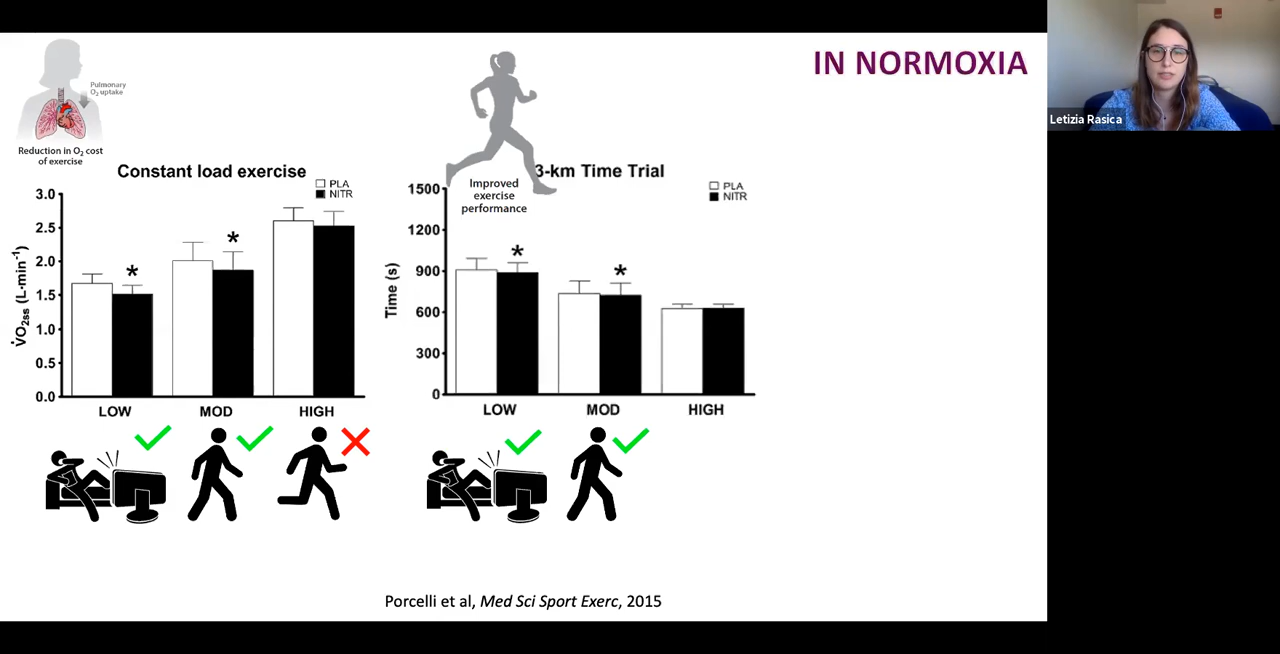 IN NORMOXIA
Letizia Rasica
Pulmonary
O₂ uptake
Reduction in O₂ cost
of exercise
Constant load exercise
PLA
NITR
3.0
2.5
2.0
1.5
1.0
0.5
0.0
V̇O₂ss (L·min⁻¹)
*
*
LOW MOD HIGH
3-km Time Trial
Improved
exercise
performance
PLA
NITR
1500
1200
900
600
300
0
Time (s)
*
*
LOW MOD HIGH
Porcelli et al, Med Sci Sport Exerc, 2015